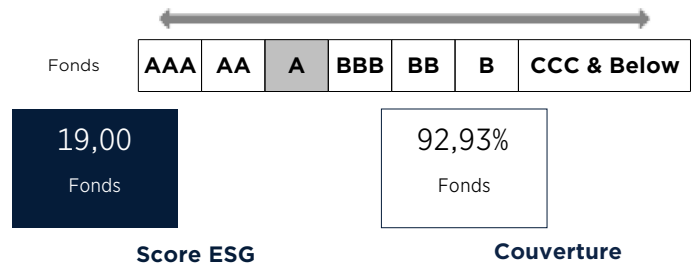 Fonds AAA AA A BBB BB B CCC & Below
19,00 92,93%
Fonds Fonds
Score ESG Couverture